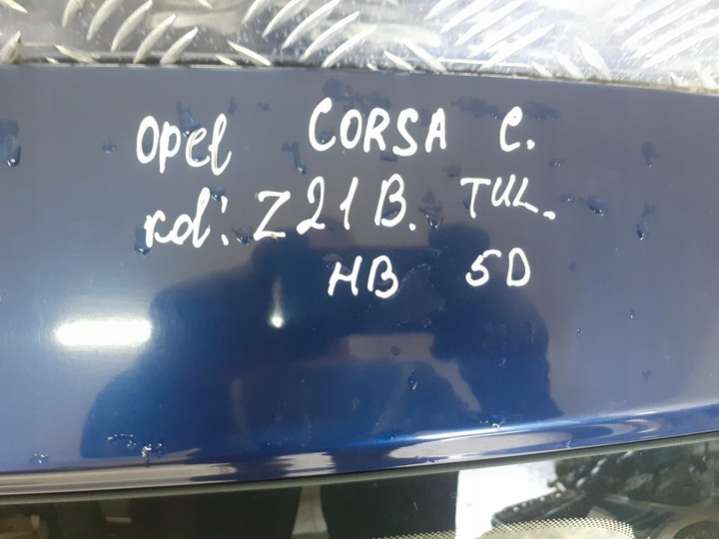 Opel CORSA C.
kol: Z21B. TUL.
HB 5D